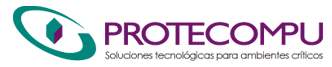 PROTECOMPU
Soluciones tecnológicas para ambientes críticos